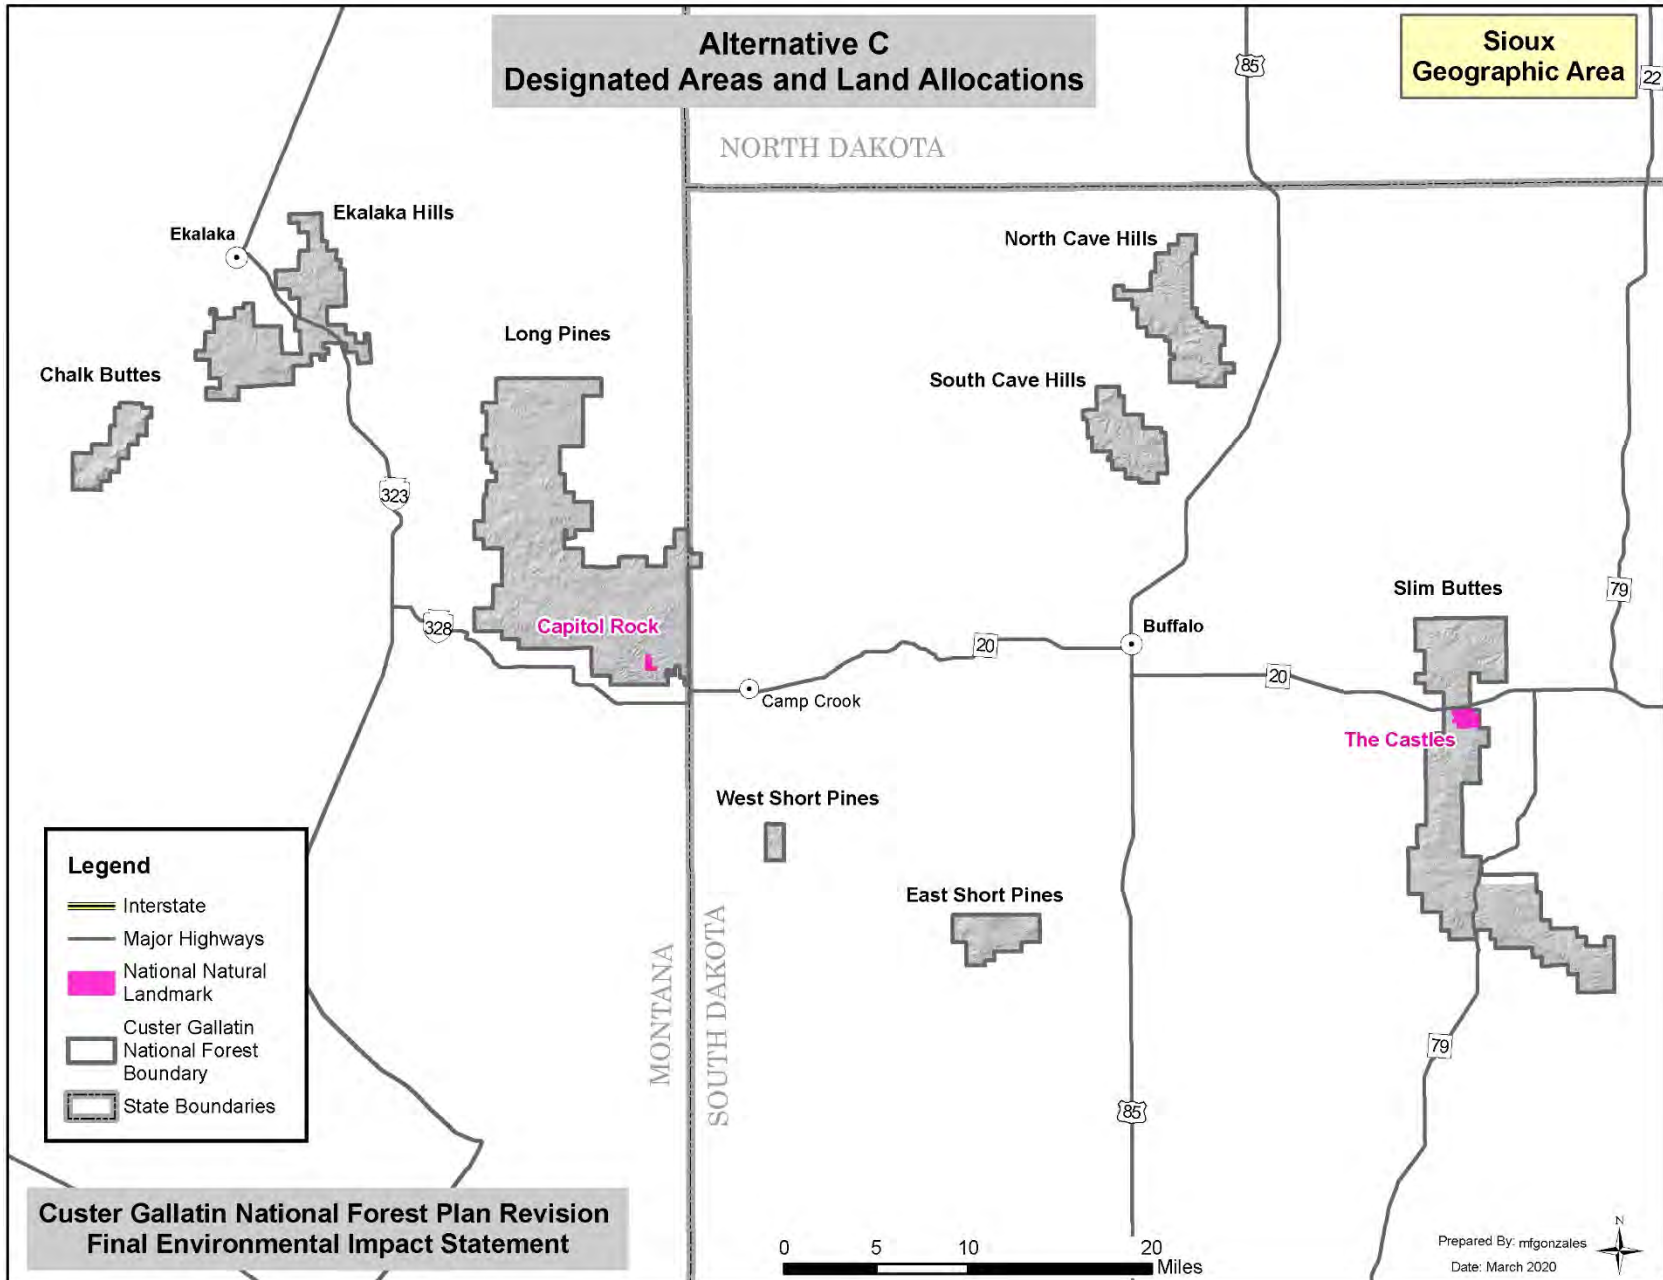 Alternative C
Designated Areas and Land Allocations
Sioux
Geographic Area
85
22
NORTH DAKOTA
Ekalaka Hills
Ekalaka
North Cave Hills
Long Pines
Chalk Buttes
South Cave Hills
323
Slim Buttes
79
328
Capitol Rock
Buffalo
20
20
Camp Crook
The Castles
West Short Pines
East Short Pines
MONTANA
SOUTH DAKOTA
79
85
Legend
Interstate
Major Highways
National Natural
Landmark
Custer Gallatin
National Forest
Boundary
State Boundaries
Custer Gallatin National Forest Plan Revision
Final Environmental Impact Statement
0 5 10 20
Miles
N
Prepared By: mfgonzales
Date: March 2020